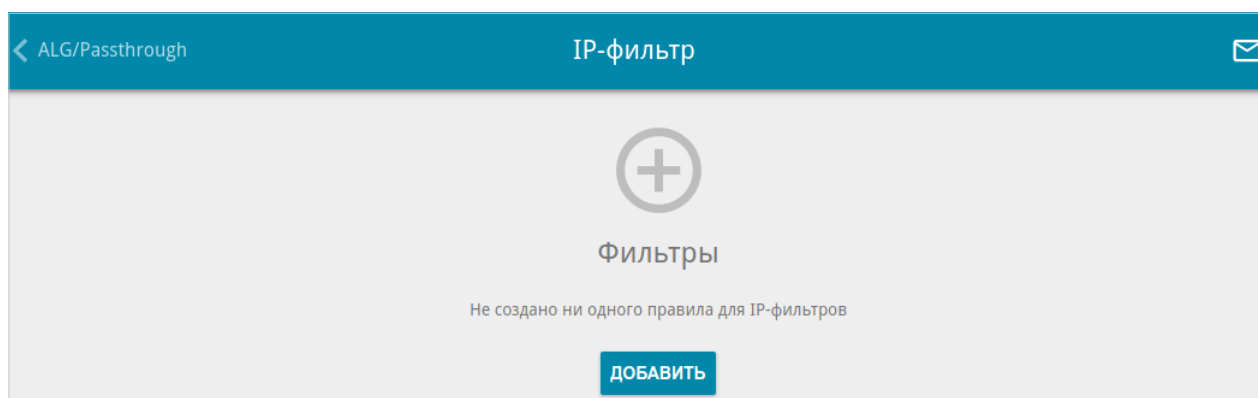 ALG/Passthrough
IP-фильтр
Фильтры
Не создано ни одного правила для IP-фильтров
ДОБАВИТЬ